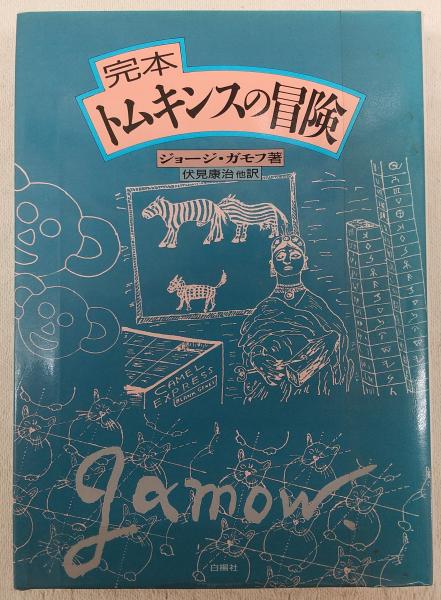 完本
トムキンスの冒険
ジョージ・ガモフ著
伏見康治 他訳
CAMEL
EXPRESS
gamow
白揚社